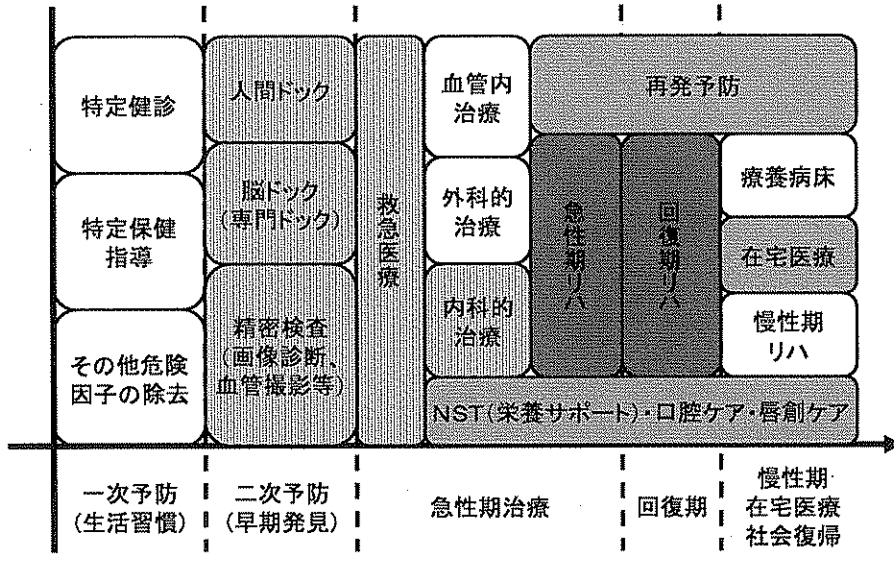 特定健診
特定保健
指導
その他危険
因子の除去
人間ドック
脳ドック
(専門ドック)
精密検査
(画像診断、
血管撮影等)
救急医療
血管内
治療
外科的
治療
内科的
治療
再発予防
急性期リハ
回復期リハ
療養病床
在宅医療
慢性期
リハ
NST(栄養サポート)・口腔ケア・唇創ケア
一次予防
(生活習慣)
二次予防
(早期発見)
急性期治療
回復期
慢性期
在宅医療
社会復帰